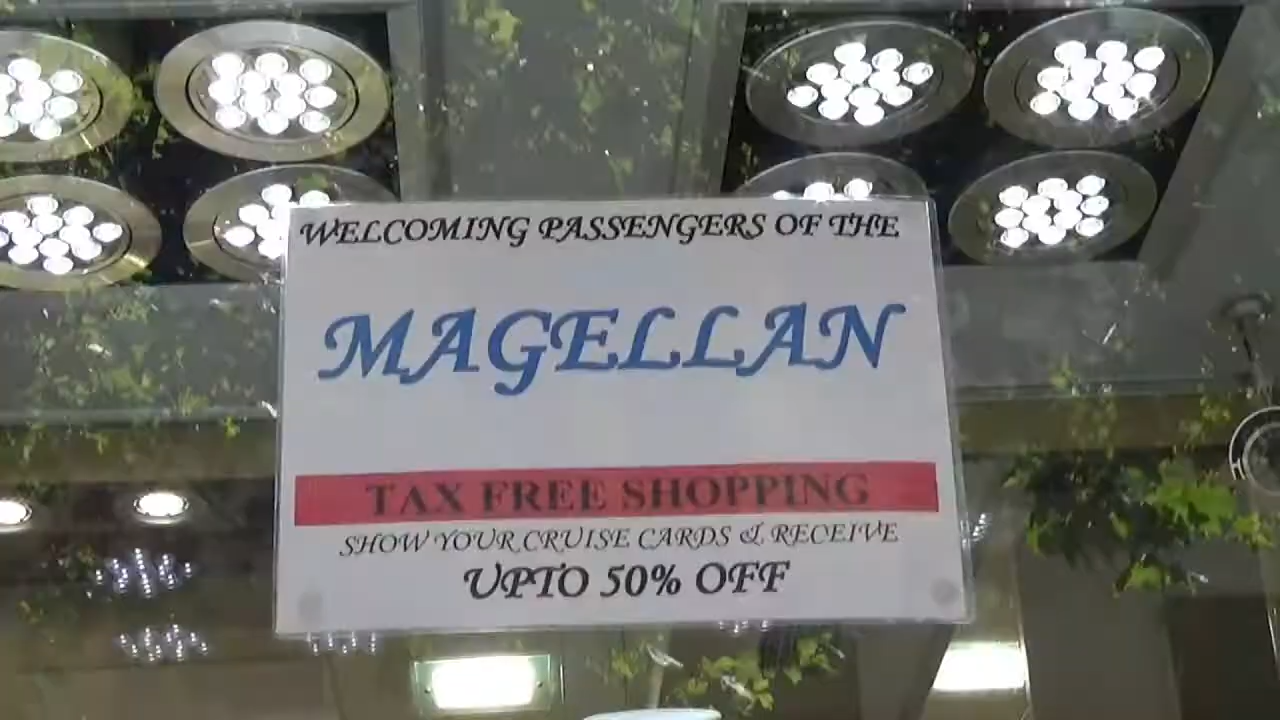 WELCOMING PASSENGERS OF THE
MAGELLAN
TAX FREE SHOPPING
SHOW YOUR CRUISE CARDS & RECEIVE
UPTO 50% OFF